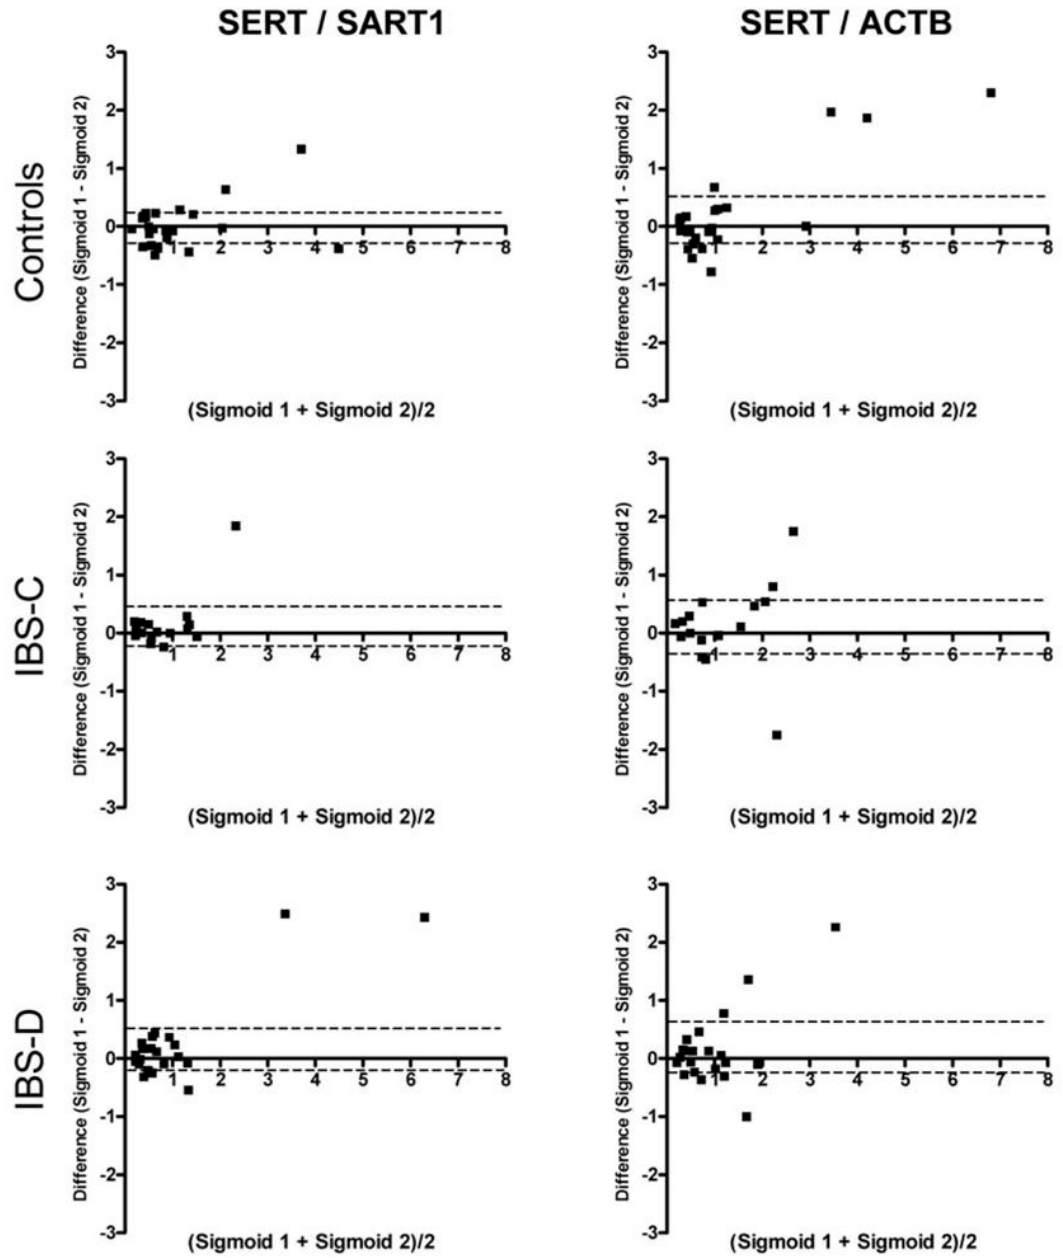 SERT / SART1
SERT / ACTB
Controls
Difference (Sigmoid 1 - Sigmoid 2)
3
2
1
0
-1
-2
-3
1 2 3 4 5 6 7 8
(Sigmoid 1 + Sigmoid 2)/2
Difference (Sigmoid 1 - Sigmoid 2)
3
2
1
0
-1
-2
-3
1 2 3 4 5 6 7 8
(Sigmoid 1 + Sigmoid 2)/2
IBS-C
Difference (Sigmoid 1 - Sigmoid 2)
3
2
1
0
-1
-2
-3
1 2 3 4 5 6 7 8
(Sigmoid 1 + Sigmoid 2)/2
Difference (Sigmoid 1 - Sigmoid 2)
3
2
1
0
-1
-2
-3
1 2 3 4 5 6 7 8
(Sigmoid 1 + Sigmoid 2)/2
IBS-D
Difference (Sigmoid 1 - Sigmoid 2)
3
2
1
0
-1
-2
-3
1 2 3 4 5 6 7 8
(Sigmoid 1 + Sigmoid 2)/2
Difference (Sigmoid 1 - Sigmoid 2)
3
2
1
0
-1
-2
-3
1 2 3 4 5 6 7 8
(Sigmoid 1 + Sigmoid 2)/2